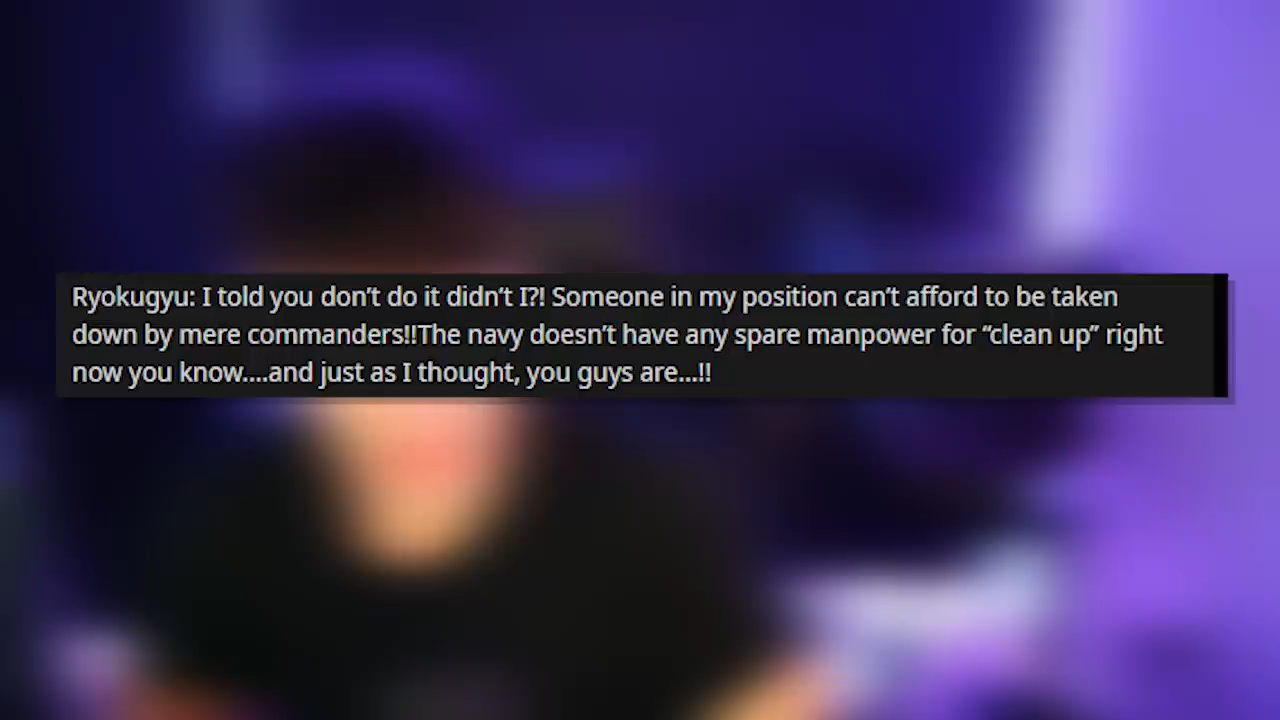 Ryokugyu: I told you don’t do it didn’t I?! Someone in my position can’t afford to be taken
down by mere commanders!!The navy doesn’t have any spare manpower for “clean up” right
now you know....and just as I thought, you guys are...!!